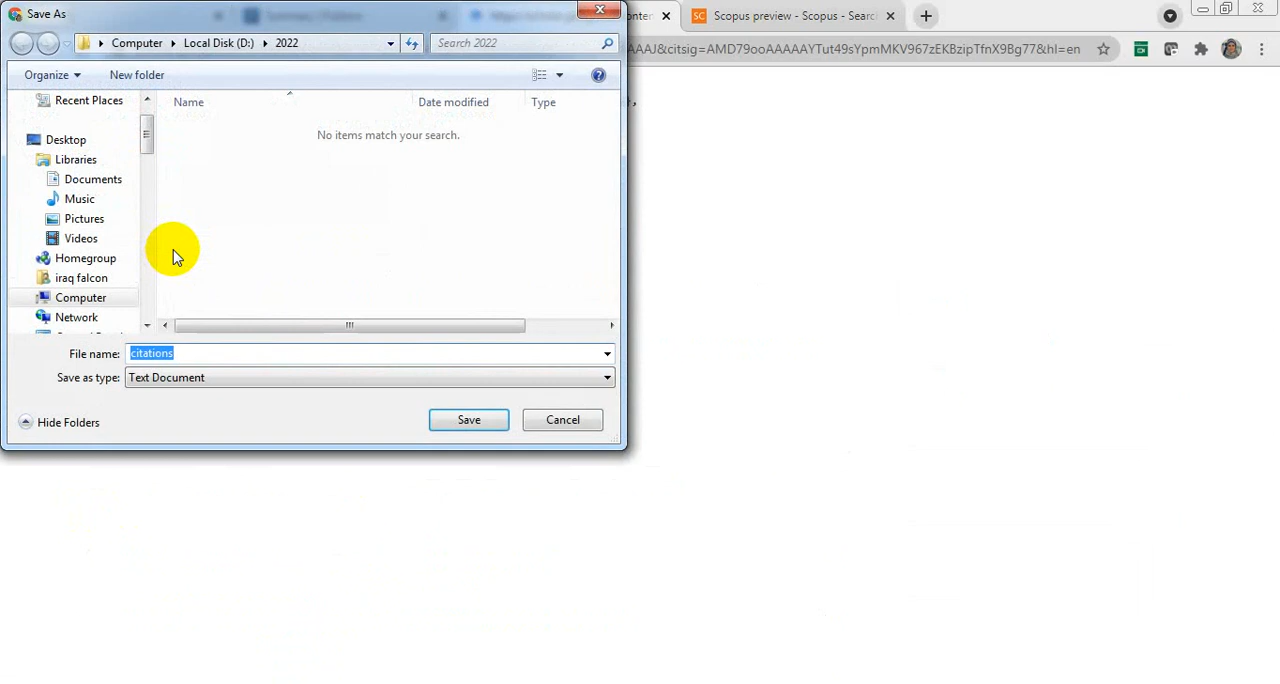 Save As
onten
Scopus preview - Scopus - Searc
Computer
Local Disk (D:)
2022
Search 2022
AAAJ&citsig=AMD79ooAAAAAYTut49sYpmMKV967zEKBzipTfnX9Bg77&hl=en
Organize
New folder
Recent Places
Name
Date modified
Type
Desktop
No items match your search.
Libraries
Documents
Music
Pictures
Videos
Homegroup
iraq falcon
Computer
Network
File name:
citations
Save as type:
Text Document
Hide Folders
Save
Cancel